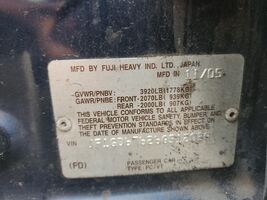 MFD BY FUJI HEAVY IND. LTD., JAPAN
MFD IN 11/05
GVWR/PNBV: 3920LB(1778KG)
GAWR/PNBE: FRONT-2070LB( 939KG)
REAR -2000LB( 907KG)
THIS VEHICLE CONFORMS TO ALL APPLICABLE
FEDERAL MOTOR VEHICLE SAFETY, BUMPER, AND
THEFT PREVENTION STANDARDS IN EFFECT ON THE
DATE OF MANUFACTURE SHOWN ABOVE.
VIN
(FD) PASSENGER CAR
TYPE: